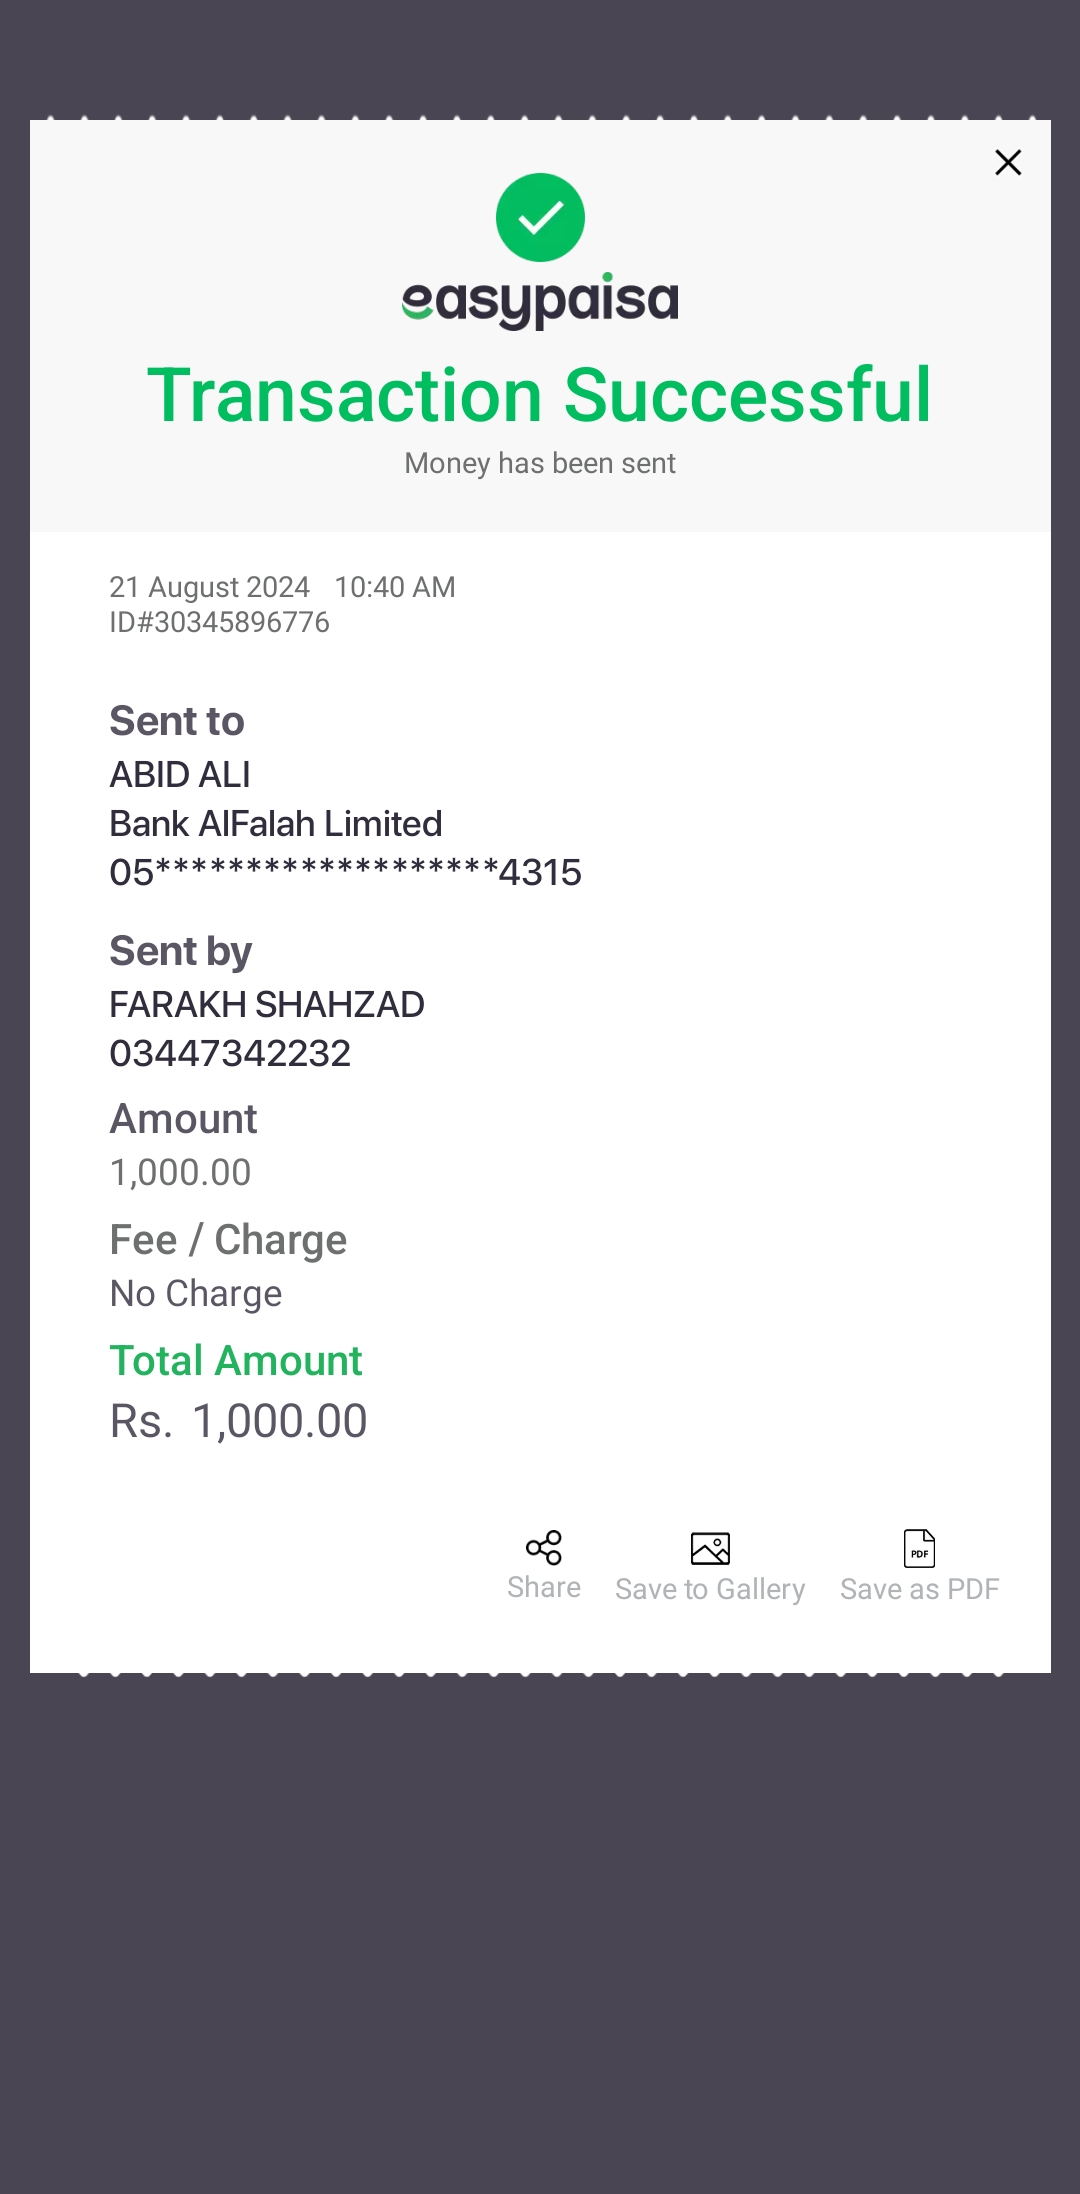 easypaisa
Transaction Successful
Money has been sent
21 August 2024 10:40 AM
ID#30345896776
Sent to
ABID ALI
Bank AlFalah Limited
05*******************4315
Sent by
FARAKH SHAHZAD
03447342232
Amount
1,000.00
Fee / Charge
No Charge
Total Amount
Rs. 1,000.00
PDF
Share Save to Gallery Save as PDF